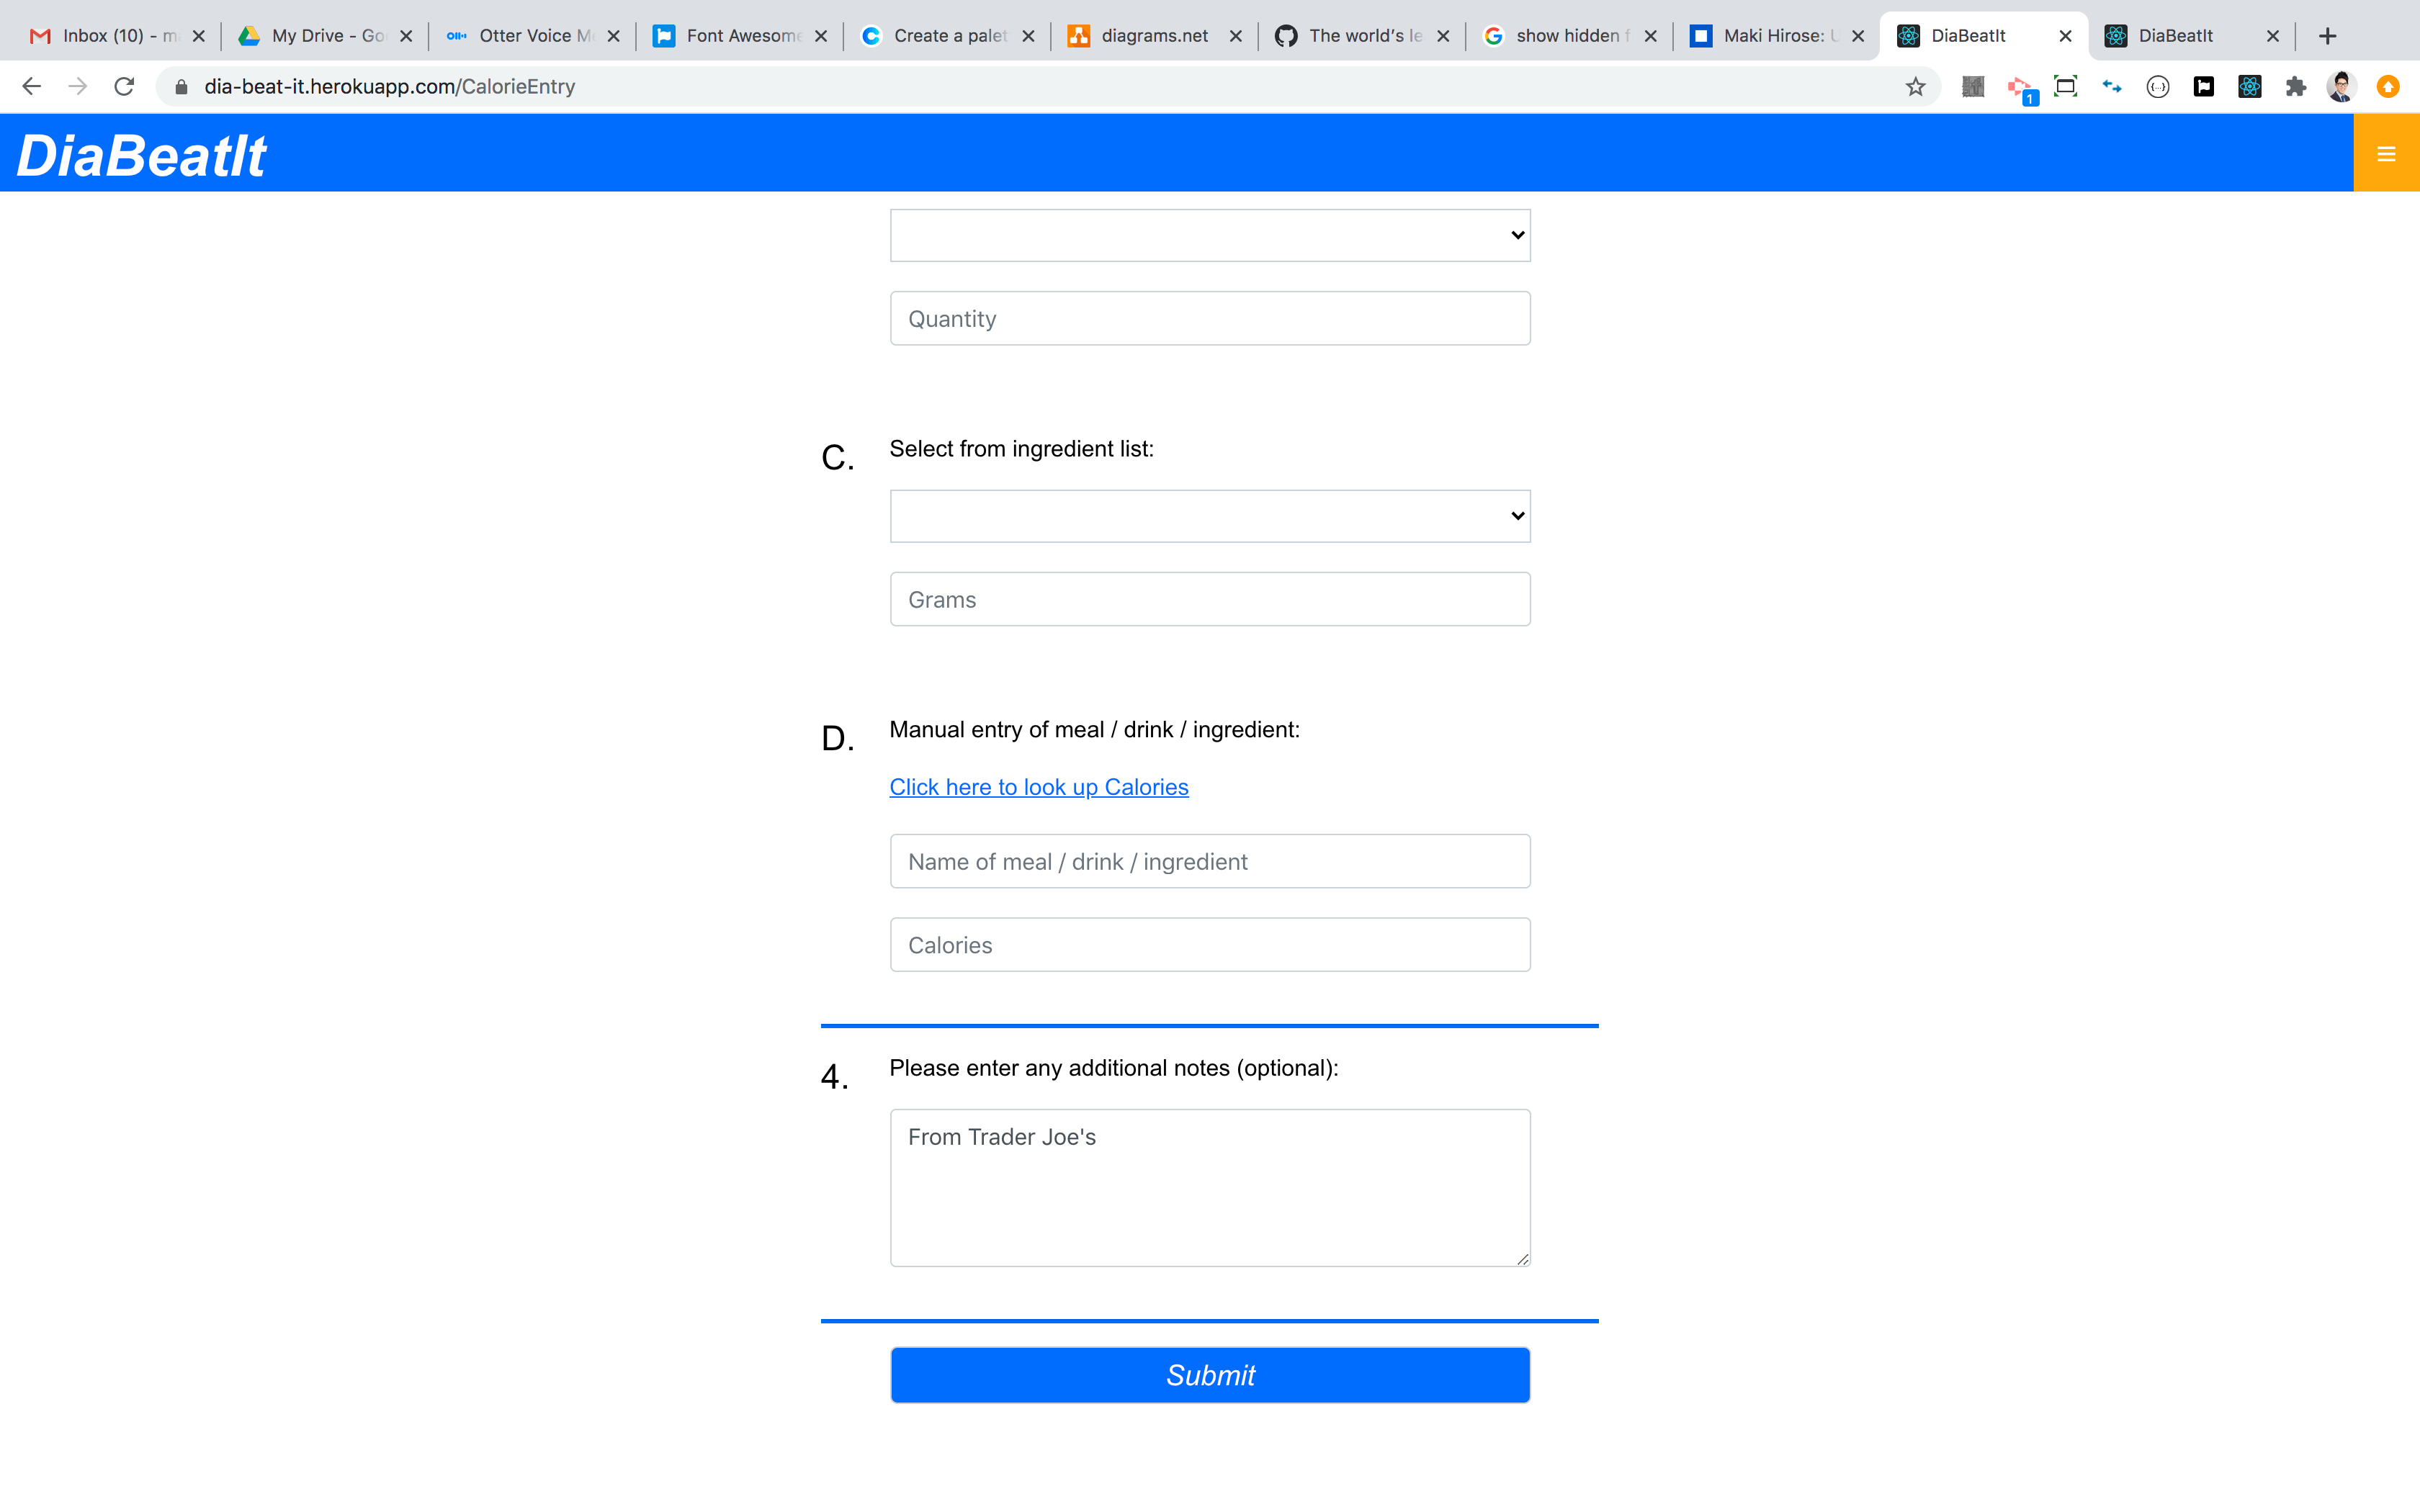 Inbox (10) - m
My Drive - Go
Otter Voice M
Font Awesome
Create a palet
diagrams.net
The world's le
show hidden f
Maki Hirose: U
DiaBeatIt
DiaBeatIt
dia-beat-it.herokuapp.com/CalorieEntry
1
DiaBeatIt
Quantity
C. Select from ingredient list:
Grams
D. Manual entry of meal / drink / ingredient:
Click here to look up Calories
Name of meal / drink / ingredient
Calories
4. Please enter any additional notes (optional):
From Trader Joe's
Submit